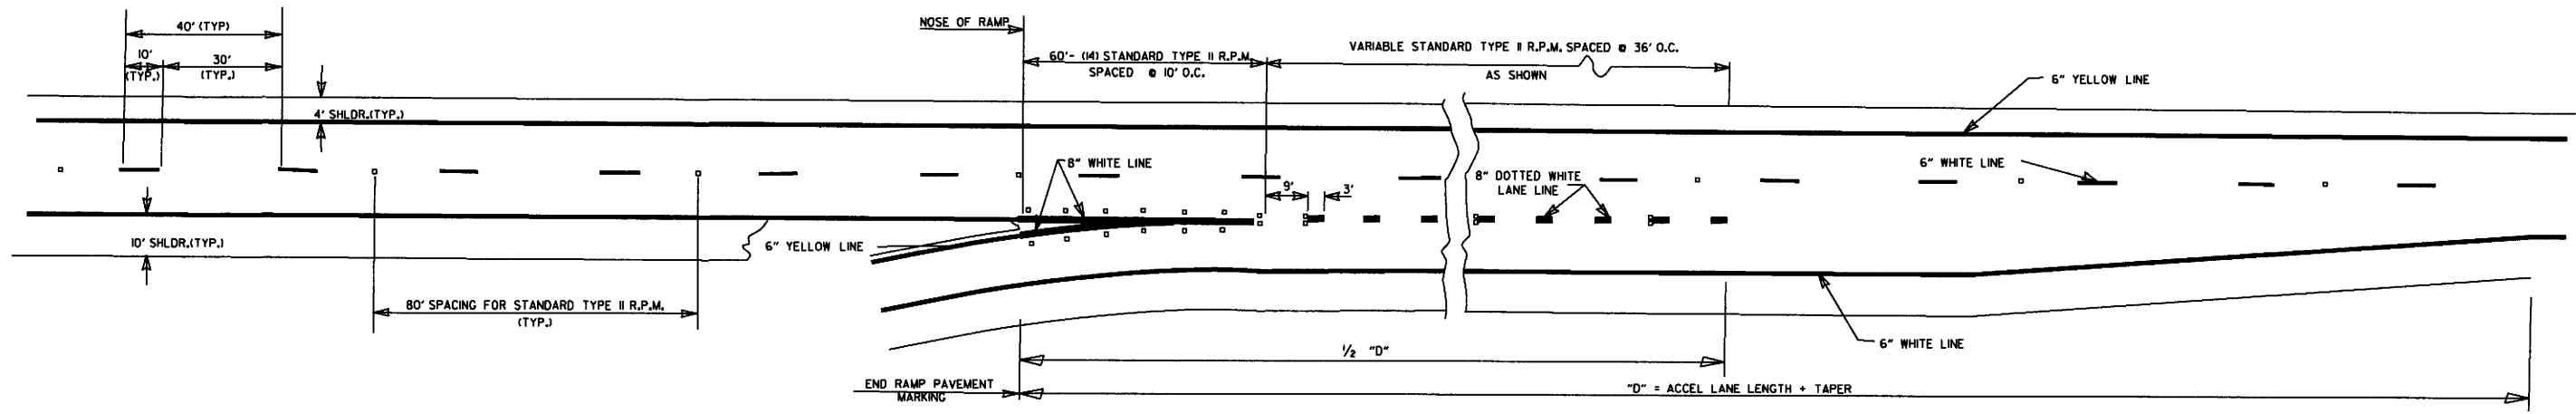 40' (TYP)
10'
(TYP.)
30'
(TYP.)
4' SHLDR.(TYP.)
10' SHLDR.(TYP.)
80' SPACING FOR STANDARD TYPE II R.P.M.
(TYP.)
NOSE OF RAMP
60'- (14) STANDARD TYPE II R.P.M.
SPACED @ 10' O.C.
VARIABLE STANDARD TYPE II R.P.M. SPACED @ 36' O.C.
AS SHOWN
6" YELLOW LINE
8" WHITE LINE
9'
3'
8" DOTTED WHITE
LANE LINE
6" WHITE LINE
6" YELLOW LINE
6" WHITE LINE
1/2 "D"
END RAMP PAVEMENT
MARKING
"D" = ACCEL LANE LENGTH + TAPER